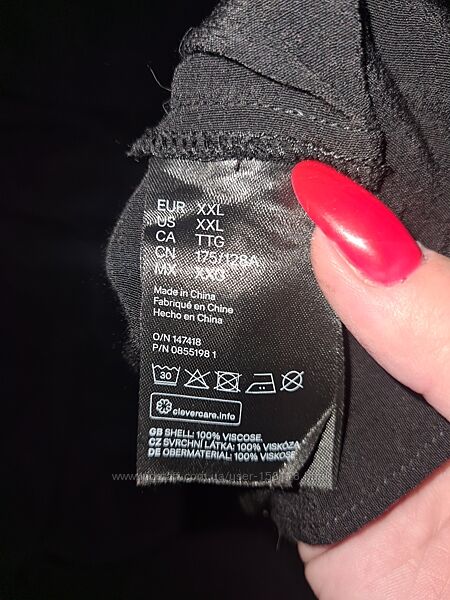 EUR XXL
US XXL
CA TTG
CN 175/128A
MX XXG
Made in China
Fabriqué en Chine
Hecho en China
O/N 147418
P/N 0855198 1
30
clevercare.info
GB SHELL: 100% VISCOSE.
CZ SVRCHNÍ LÁTKA: 100% VISKÓZA
DE OBERMATERIAL: 100% VISKOSE